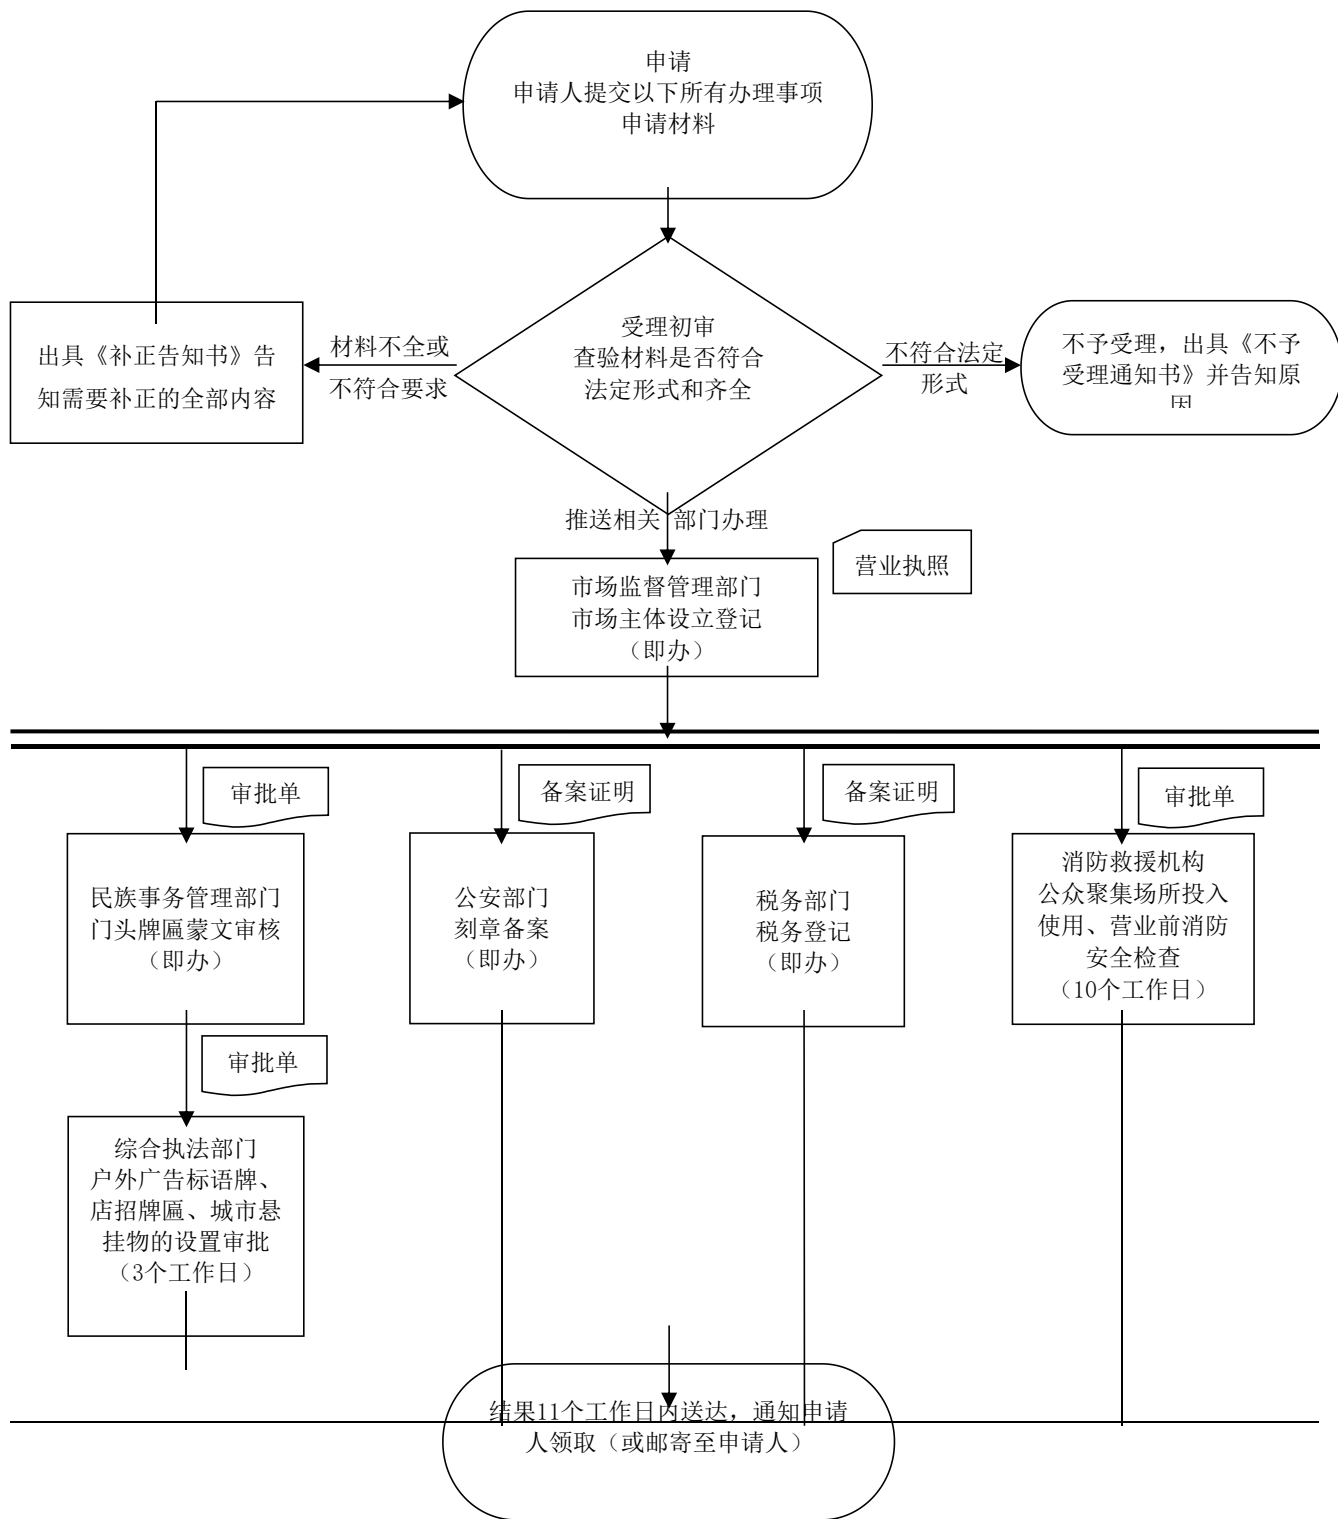 申请
申请人提交以下所有办理事项
申请材料
出具《补正告知书》告
知需要补正的全部内容
材料不全或
不符合要求
受理初审
查验材料是否符合
法定形式和齐全
不符合法定
形式
不予受理，出具《不予
受理通知书》并告知原
因
推送相关 部门办理
营业执照
市场监督管理部门
市场主体设立登记
（即办）
审批单
备案证明
备案证明
审批单
民族事务管理部门
门头牌匾蒙文审核
（即办）
公安部门
刻章备案
（即办）
税务部门
税务登记
（即办）
消防救援机构
公众聚集场所投入
使用、营业前消防
安全检查
（10个工作日）
审批单
综合执法部门
户外广告标语牌、
店招牌匾、城市悬
挂物的设置审批
（3个工作日）
结果11个工作日内送达，通知申请
人领取（或邮寄至申请人）